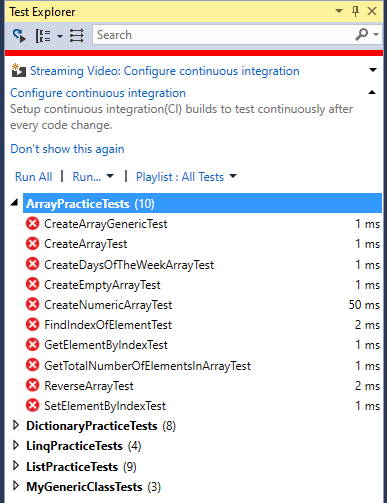 Test Explorer
Search
Streaming Video: Configure continuous integration
Configure continuous integration
Setup continuous integration(CI) builds to test continuously after
every code change.
Don't show this again
Run All | Run... | Playlist : All Tests
ArrayPracticeTests (10)
CreateArrayGenericTest 1 ms
CreateArrayTest 1 ms
CreateDaysOfTheWeekArrayTest 1 ms
CreateEmptyArrayTest 1 ms
CreateNumericArrayTest 50 ms
FindIndexOfElementTest 2 ms
GetElementByIndexTest 1 ms
GetTotalNumberOfElementsInArrayTest 1 ms
ReverseArrayTest 2 ms
SetElementByIndexTest 1 ms
DictionaryPracticeTests (8)
LinqPracticeTests (4)
ListPracticeTests (9)
MyGenericClassTests (3)